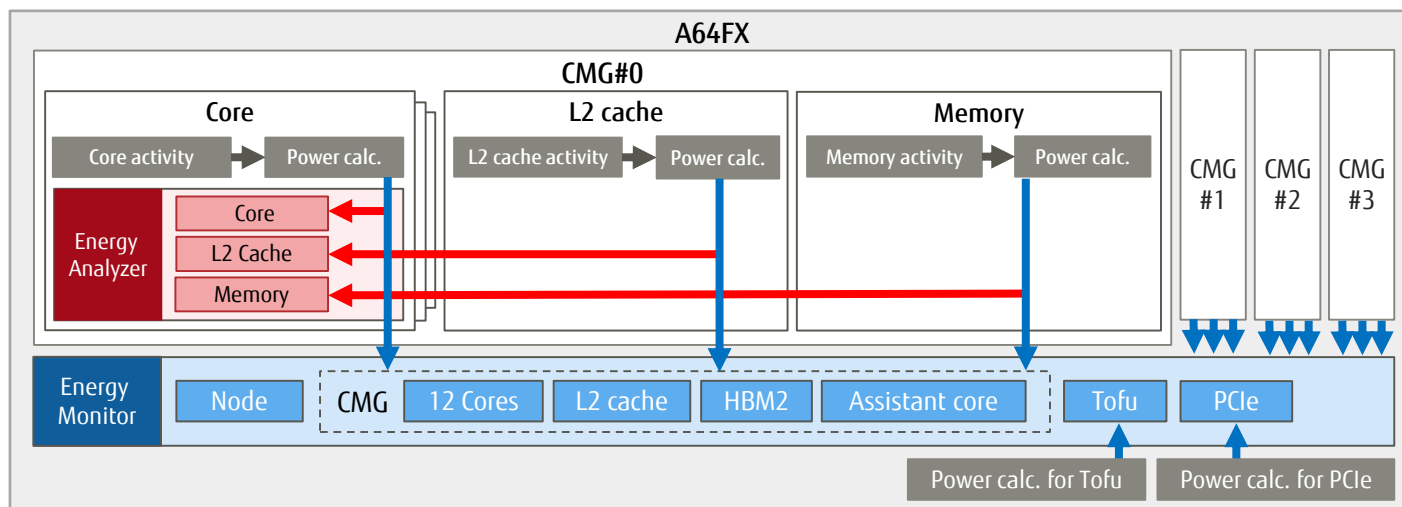 A64FX
CMG#0
Core
L2 cache
Memory
Core activity
Power calc.
L2 cache activity
Power calc.
Memory activity
Power calc.
CMG
#1
CMG
#2
CMG
#3
Energy
Analyzer
Core
L2 Cache
Memory
Energy
Monitor
Node
CMG
12 Cores
L2 cache
HBM2
Assistant core
Tofu
PCIe
Power calc. for Tofu
Power calc. for PCIe